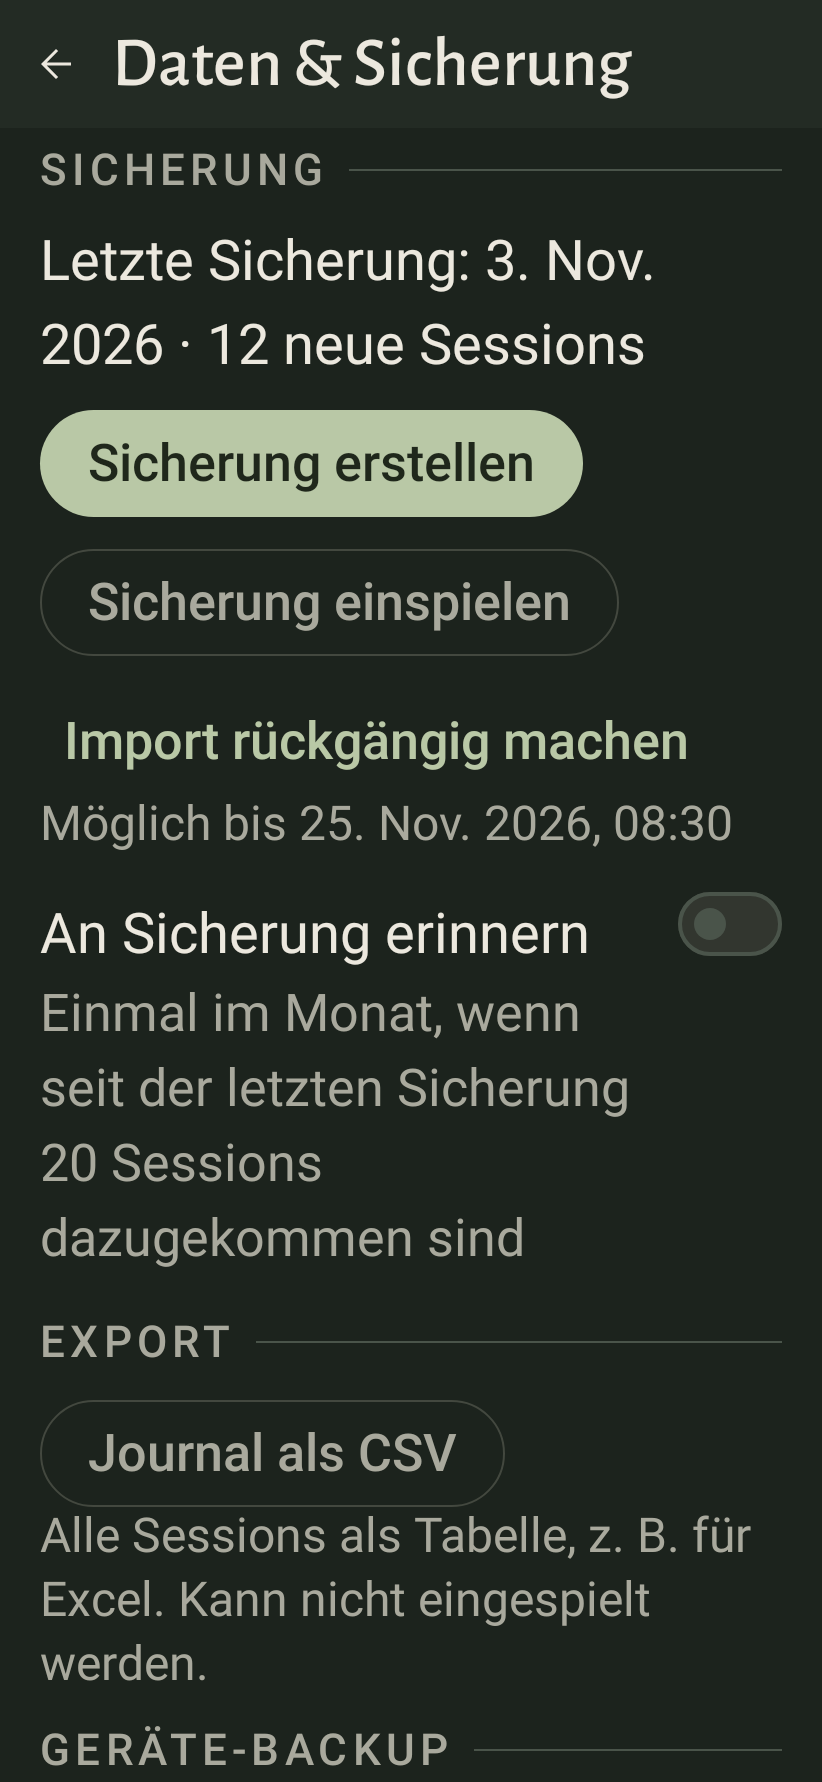 Daten & Sicherung
SICHERUNG
Letzte Sicherung: 3. Nov.
2026 · 12 neue Sessions
Sicherung erstellen
Sicherung einspielen
Import rückgängig machen
Möglich bis 25. Nov. 2026, 08:30
An Sicherung erinnern
Einmal im Monat, wenn
seit der letzten Sicherung
20 Sessions
dazugekommen sind
EXPORT
Journal als CSV
Alle Sessions als Tabelle, z. B. für
Excel. Kann nicht eingespielt
werden.
GERÄTE-BACKUP